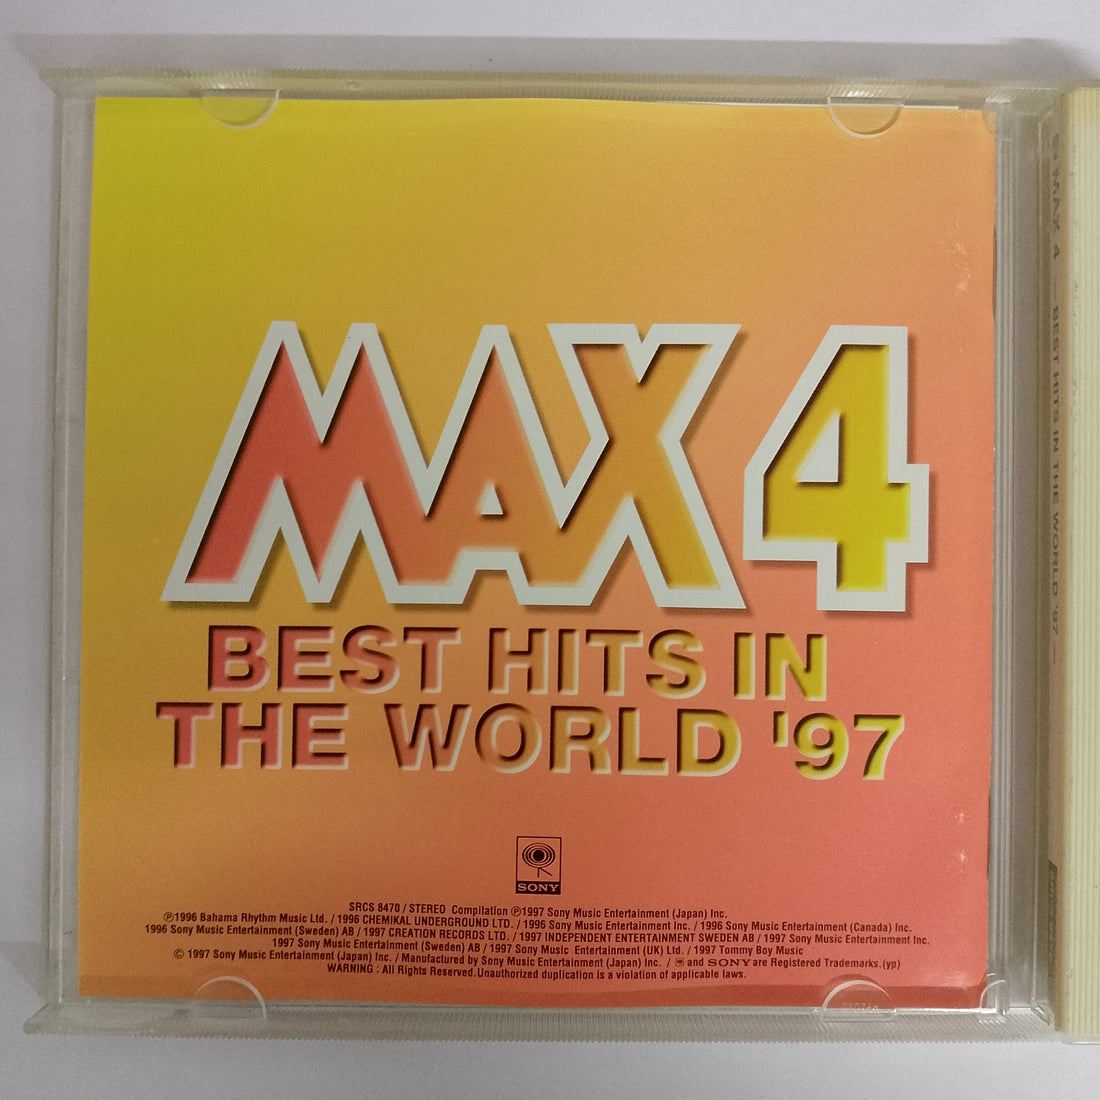 MAX 4
BEST HITS IN
THE WORLD '97
SONY
SRCS 8470 / STEREO Compilation ℗1997 Sony Music Entertainment (Japan) Inc.
℗1996 Bahama Rhythm Music Ltd. / 1996 CHEMIKAL UNDERGROUND LTD. / 1996 Sony Music Entertainment Inc. / 1996 Sony Music Entertainment (Canada) Inc.
1996 Sony Music Entertainment (Sweden) AB / 1997 CREATION RECORDS LTD. / 1997 INDEPENDENT ENTERTAINMENT SWEDEN AB / 1997 Sony Music Entertainment Inc.
1997 Sony Music Entertainment (Sweden) AB / 1997 Sony Music Entertainment (UK) Ltd. / 1997 Tommy Boy Music
© 1997 Sony Music Entertainment (Japan) Inc. / Manufactured by Sony Music Entertainment (Japan) Inc. / and SONY are Registered Trademarks.(yp)
WARNING : All Rights Reserved.Unauthorized duplication is a violation of applicable laws.
MAX 4 — BEST HITS IN THE WORLD '97 —